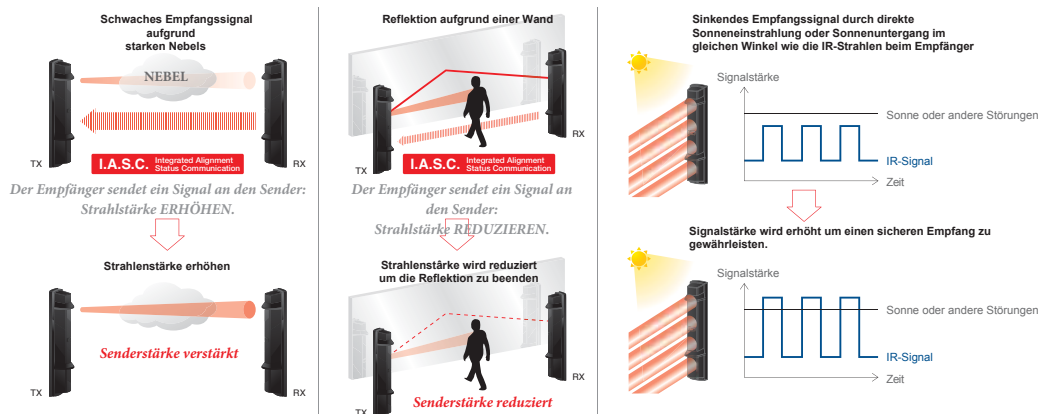 Schwaches Empfangssignal
aufgrund
starken Nebels
NEBEL
TX
RX
I.A.S.C. Integrated Alignment
Status Communication
Der Empfänger sendet ein Signal an den Sender:
Strahlstärke ERHÖHEN.
Strahlenstärke erhöhen
Senderstärke verstärkt
TX
RX
Reflektion aufgrund einer Wand
TX
RX
I.A.S.C. Integrated Alignment
Status Communication
Der Empfänger sendet ein Signal an
den Sender:
Strahlstärke REDUZIEREN.
Strahlenstärke wird reduziert
um die Reflektion zu beenden
TX
RX
Senderstärke reduziert
Sinkendes Empfangssignal durch direkte
Sonneneinstrahlung oder Sonnenuntergang im
gleichen Winkel wie die IR-Strahlen beim Empfänger
Signalstärke
Sonne oder andere Störungen
IR-Signal
Zeit
Signalstärke wird erhöht um einen sicheren Empfang zu
gewährleisten.
Signalstärke
Sonne oder andere Störungen
IR-Signal
Zeit